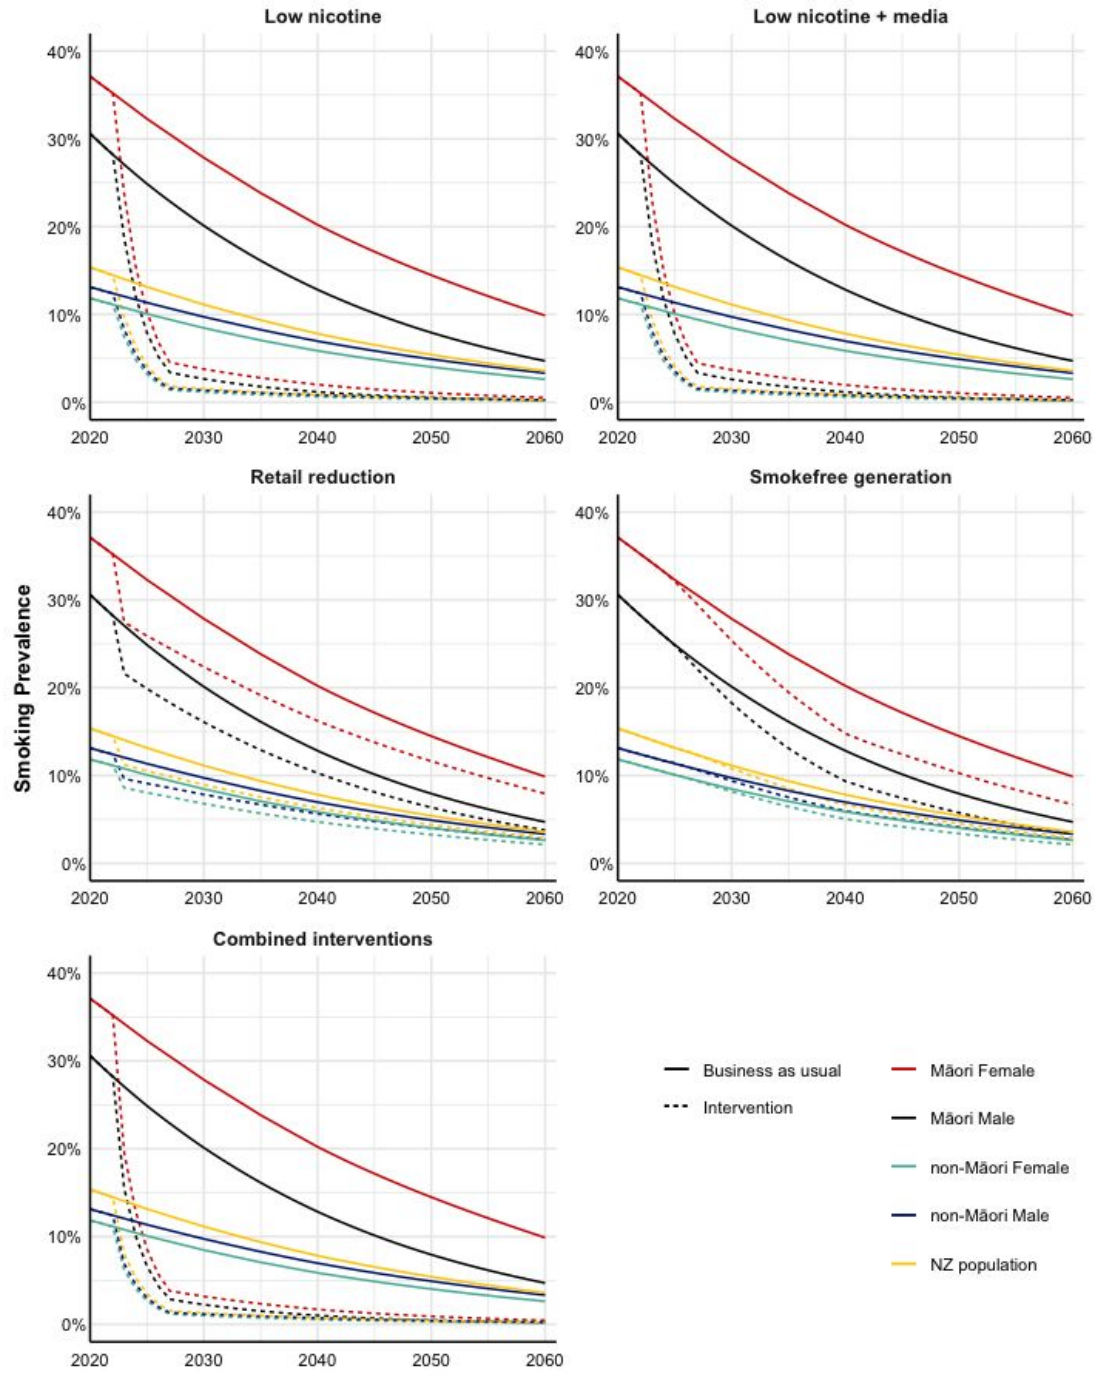 Low nicotine
Low nicotine + media
40%
30%
20%
10%
0%
2020 2030 2040 2050 2060
40%
30%
20%
10%
0%
2020 2030 2040 2050 2060
Retail reduction
Smokefree generation
Smoking Prevalence
40%
30%
20%
10%
0%
2020 2030 2040 2050 2060
40%
30%
20%
10%
0%
2020 2030 2040 2050 2060
Combined interventions
40%
30%
20%
10%
0%
2020 2030 2040 2050 2060
Business as usual
Intervention
Māori Female
Māori Male
non-Māori Female
non-Māori Male
NZ population